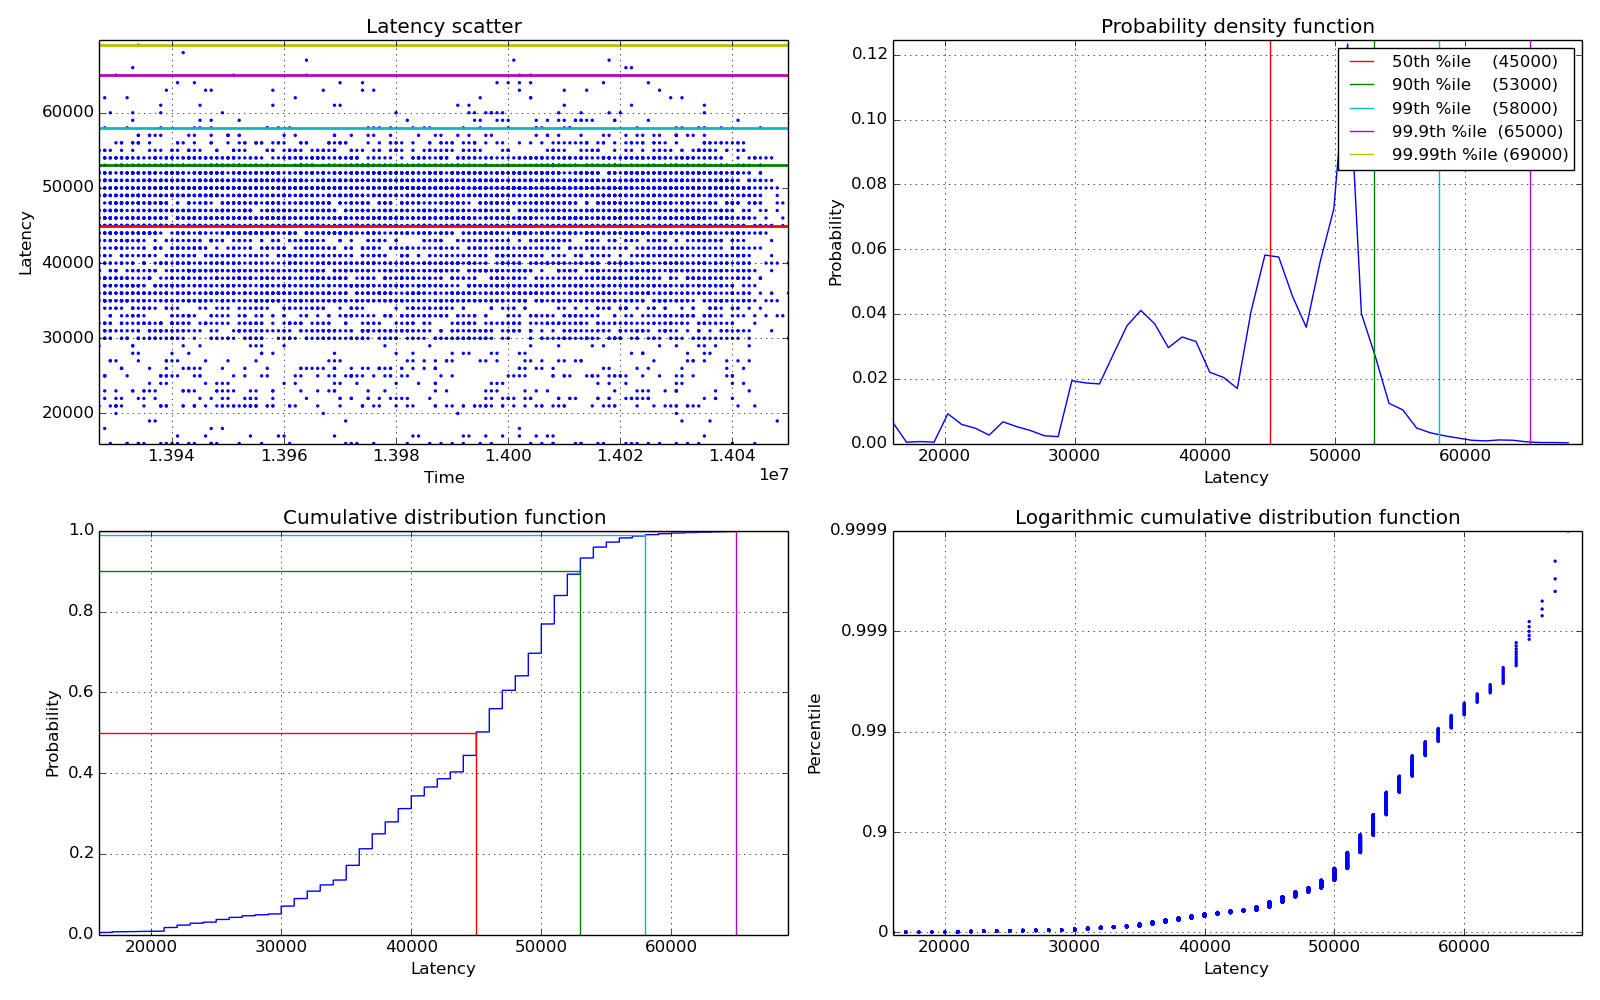 Latency scatter
60000
50000
40000
30000
20000
Latency
1.394
1.396
1.398
1.400
1.402
1.404
1e7
Time
Probability density function
0.12
0.10
0.08
0.06
0.04
0.02
0.00
Probability
50th %ile (45000)
90th %ile (53000)
99th %ile (58000)
99.9th %ile (65000)
99.99th %ile (69000)
20000
30000
40000
50000
60000
Latency
Cumulative distribution function
1.0
0.8
0.6
0.4
0.2
0.0
Probability
20000
30000
40000
50000
60000
Latency
Logarithmic cumulative distribution function
0.9999
0.999
0.99
0.9
0
Percentile
20000
30000
40000
50000
60000
Latency